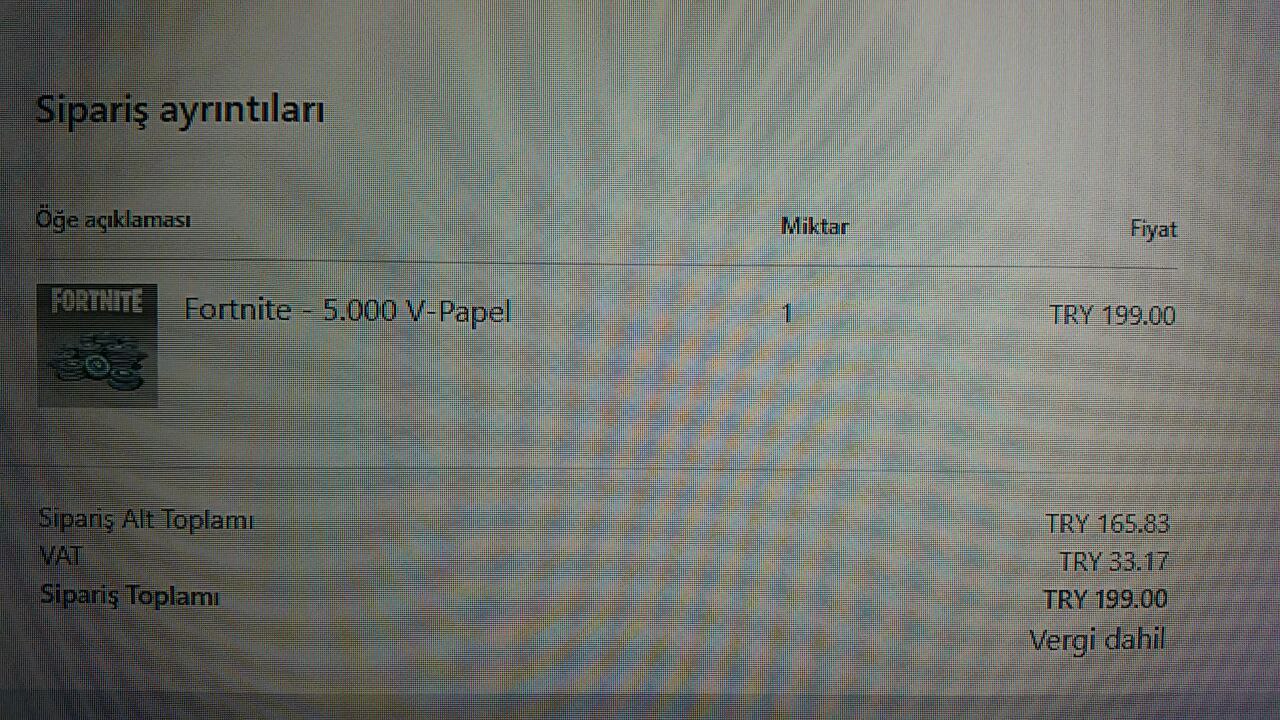 Sipariş ayrıntıları
Öğe açıklaması Miktar Fiyat
FORTNITE
Fortnite - 5.000 V-Papel 1 TRY 199.00
Sipariş Alt Toplamı TRY 165.83
VAT TRY 33.17
Sipariş Toplamı TRY 199.00
Vergi dahil